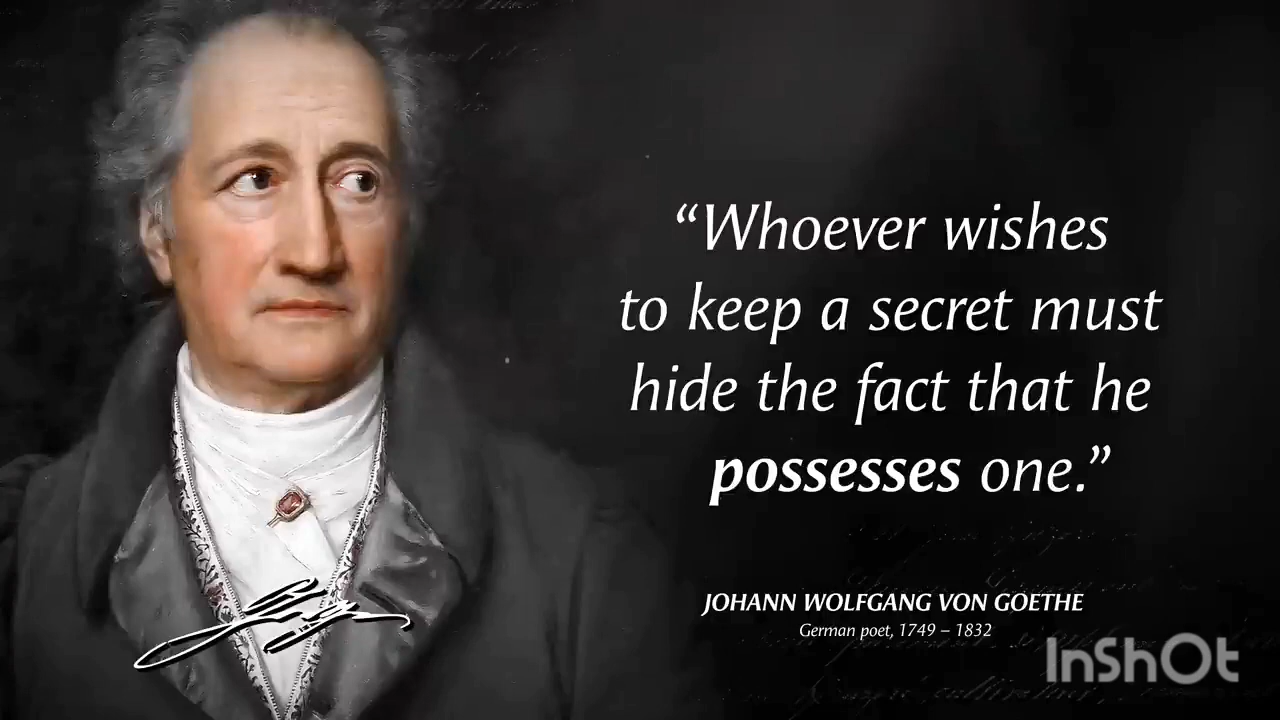 “Whoever wishes
to keep a secret must
hide the fact that he
possesses one.”
JOHANN WOLFGANG VON GOETHE
German poet, 1749 – 1832
InShOt